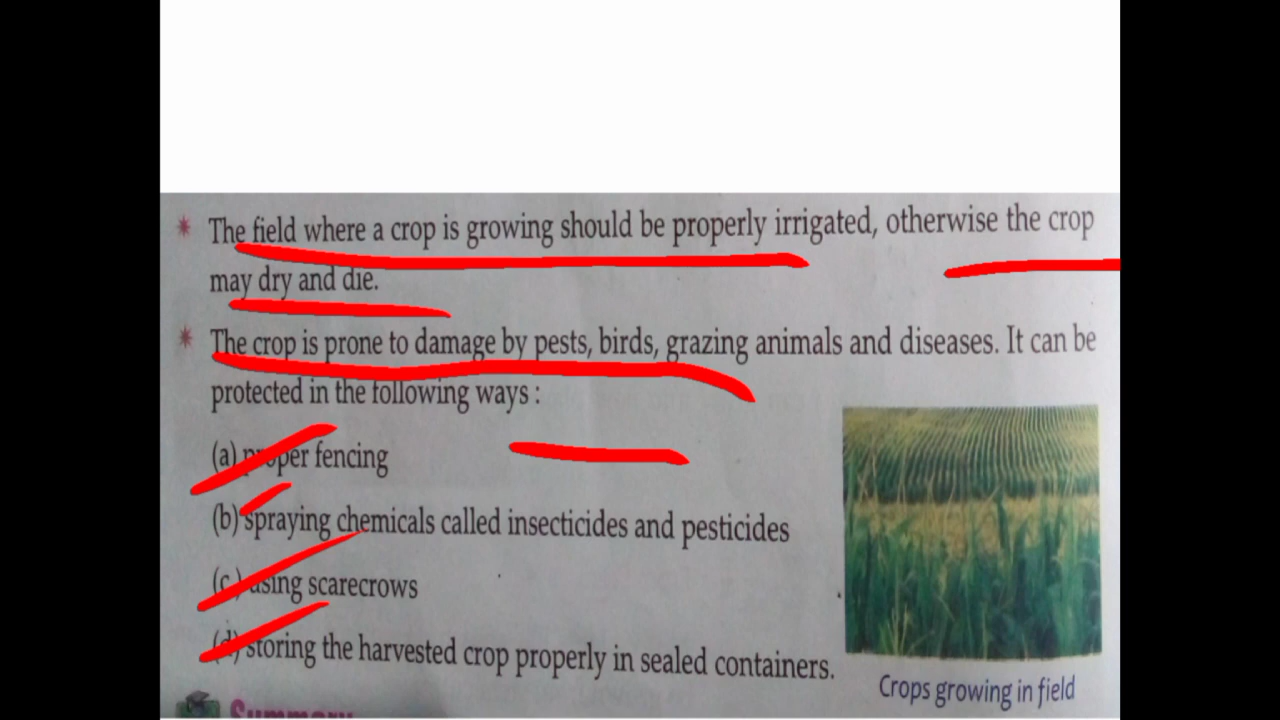 The field where a crop is growing should be properly irrigated, otherwise the crop
may dry and die.
The crop is prone to damage by pests, birds, grazing animals and diseases. It can be
protected in the following ways :
(a) proper fencing
(b) spraying chemicals called insecticides and pesticides
(c) using scarecrows
(d) storing the harvested crop properly in sealed containers.
Crops growing in field
Summary